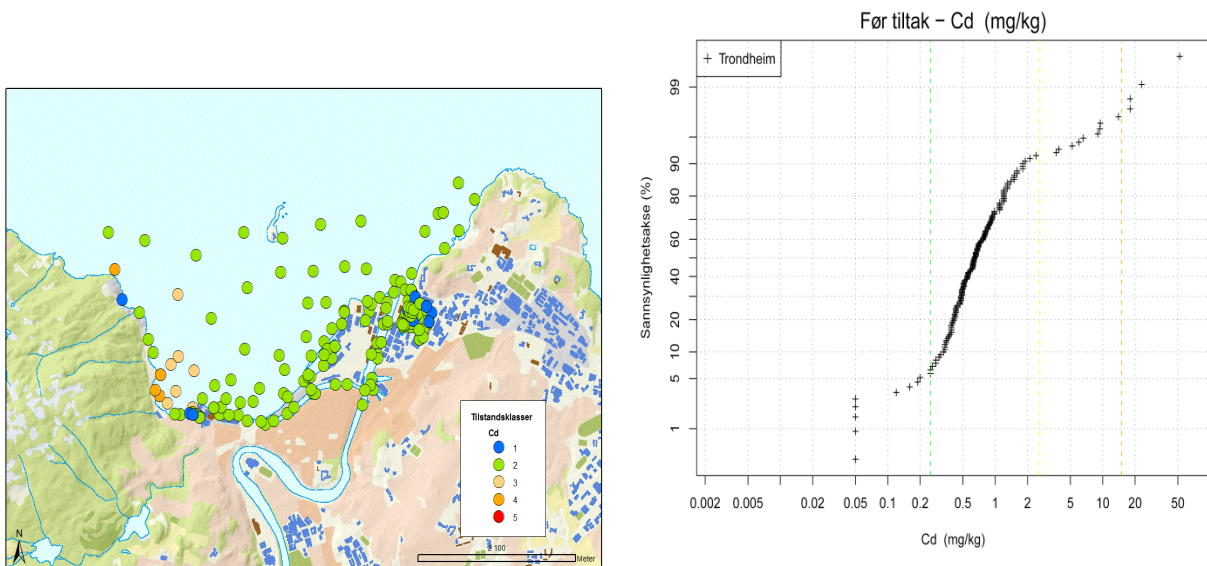 Tilstandsklasser
Cd
1
2
3
4
5
N
2 100
Meter
Før tiltak − Cd (mg/kg)
Trondheim
Sannsynlighetsakse (%)
99
90
80
60
40
20
10
5
1
0.002 0.005 0.02 0.05 0.1 0.2 0.5 1 2 5 10 20 50
Cd (mg/kg)